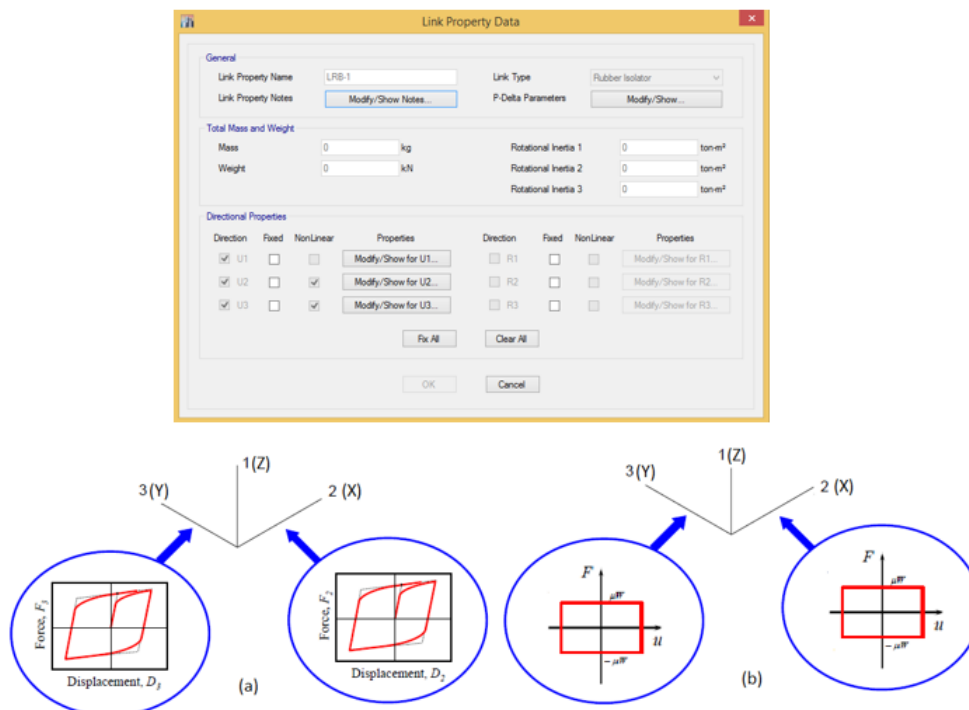 Link Property Data
General
Link Property Name LRB-1 Link Type Rubber Isolator
Link Property Notes Modify/Show Notes... P-Delta Parameters Modify/Show...
Total Mass and Weight
Mass 0 kg Rotational Inertia 1 0 ton-m²
Weight 0 kN Rotational Inertia 2 0 ton-m²
Rotational Inertia 3 0 ton-m²
Directional Properties
Direction Fixed NonLinear Properties Direction Fixed NonLinear Properties
U1 Modify/Show for U1... R1 Modify/Show for R1...
U2 Modify/Show for U2... R2 Modify/Show for R2...
U3 Modify/Show for U3... R3 Modify/Show for R3...
Fix All Clear All
OK Cancel
1(Z)
3(Y)
2 (X)
Force, F3
Displacement, D3
Force, F2
Displacement, D2
(a)
1(Z)
3(Y)
2 (X)
F
μW
u
-μW
F
μW
u
-μW
(b)